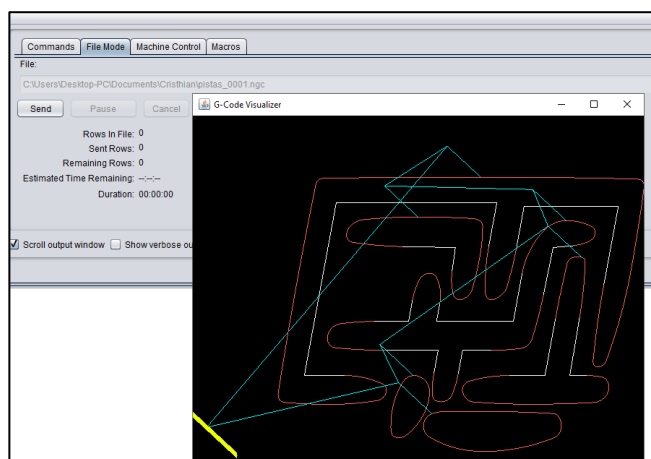 Commands File Mode Machine Control Macros
File:
C:\Users\Desktop-PC\Documents\Cristhian\pistas_0001.ngc
Send Pause Cancel
G-Code Visualizer
Rows In File: 0
Sent Rows: 0
Remaining Rows: 0
Estimated Time Remaining: --:--:--
Duration: 00:00:00
Scroll output window Show verbose ou